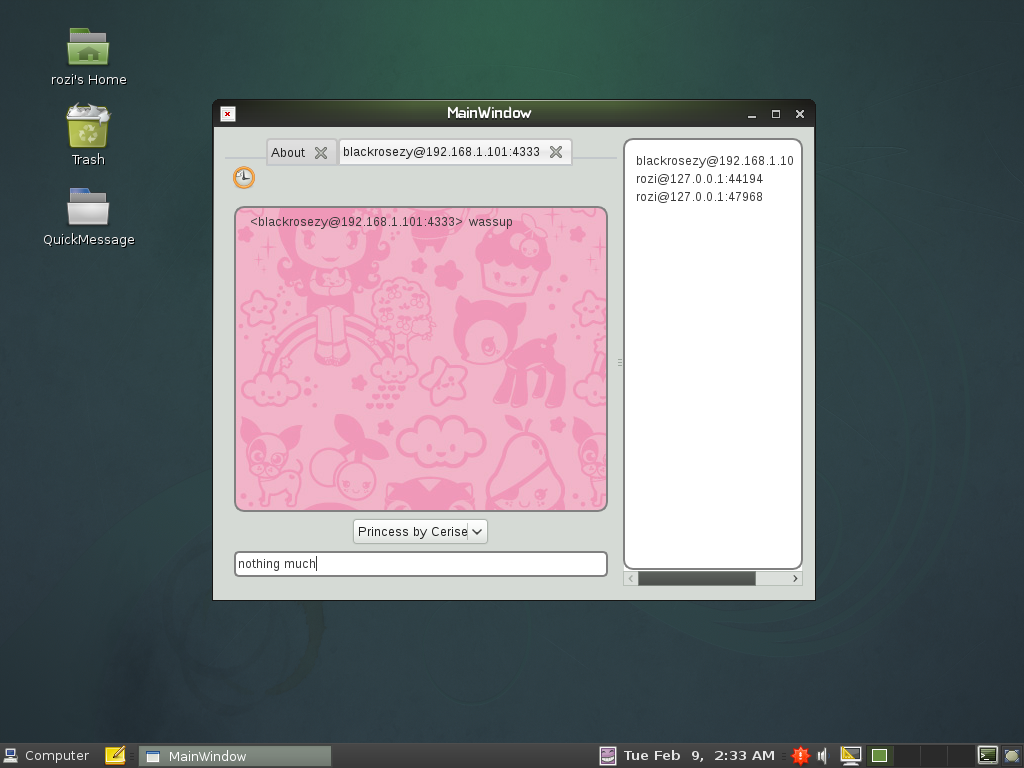 rozi's Home
Trash
QuickMessage
MainWindow
About
blackrosezy@192.168.1.101:4333
<blackrosezy@192.168.1.101:4333> wassup
Princess by Cerise
nothing much
blackrosezy@192.168.1.10
rozi@127.0.0.1:44194
rozi@127.0.0.1:47968
Computer
MainWindow
Tue Feb 9, 2:33 AM